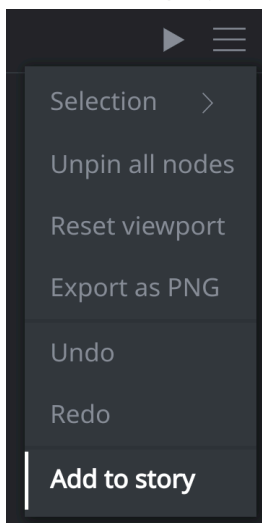 Selection
Unpin all nodes
Reset viewport
Export as PNG
Undo
Redo
Add to story